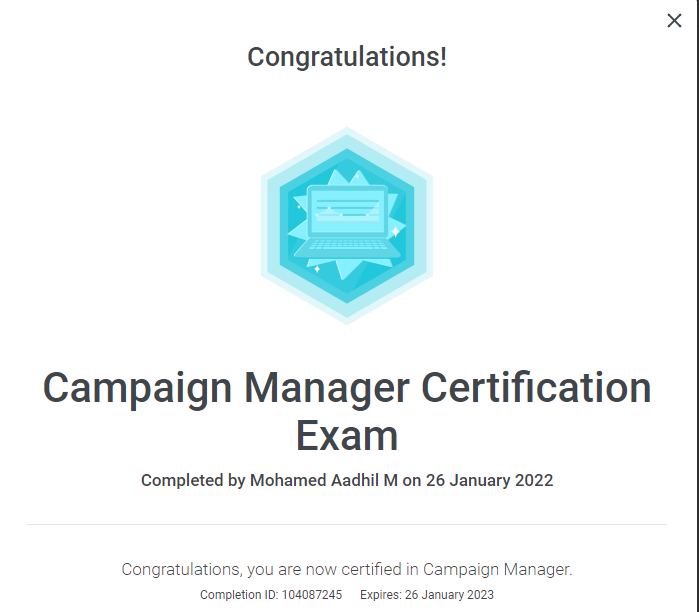 Congratulations!
Campaign Manager Certification
Exam
Completed by Mohamed Aadhil M on 26 January 2022
Congratulations, you are now certified in Campaign Manager.
Completion ID: 104087245 Expires: 26 January 2023